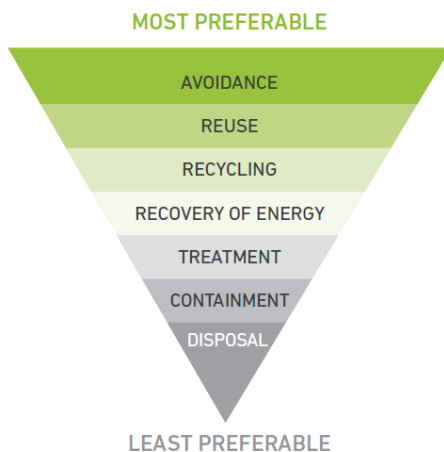 MOST PREFERABLE
AVOIDANCE
REUSE
RECYCLING
RECOVERY OF ENERGY
TREATMENT
CONTAINMENT
DISPOSAL
LEAST PREFERABLE